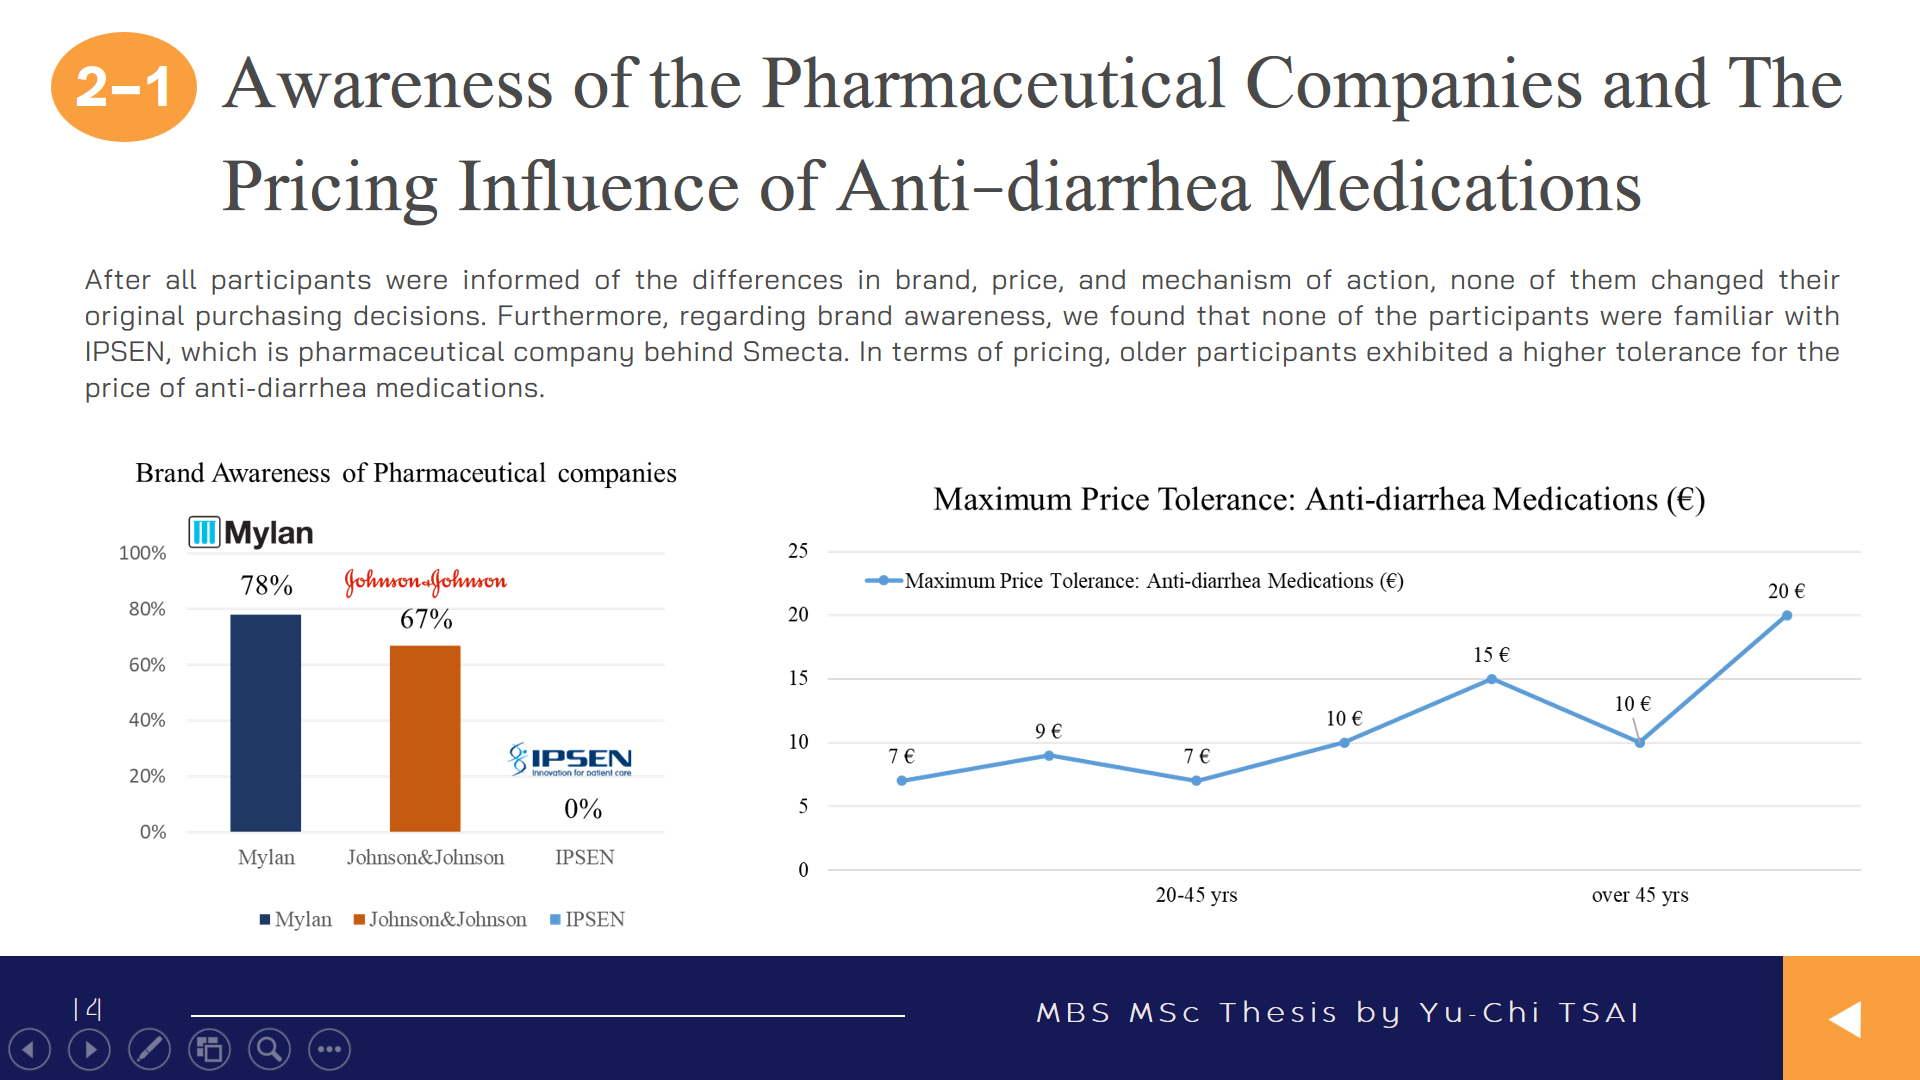 2–1
Awareness of the Pharmaceutical Companies and The
Pricing Influence of Anti–diarrhea Medications
After all participants were informed of the differences in brand, price, and mechanism of action, none of them changed their
original purchasing decisions. Furthermore, regarding brand awareness, we found that none of the participants were familiar with
IPSEN, which is pharmaceutical company behind Smecta. In terms of pricing, older participants exhibited a higher tolerance for the
price of anti-diarrhea medications.
Brand Awareness of Pharmaceutical companies
Mylan
100%
78%
Johnson&Johnson
80%
67%
60%
40%
IPSEN
Innovation for patient care
20%
0%
0%
Mylan Johnson&Johnson IPSEN
Mylan Johnson&Johnson IPSEN
Maximum Price Tolerance: Anti-diarrhea Medications (€)
25
Maximum Price Tolerance: Anti-diarrhea Medications (€)
20 €
20
15 €
15
10 €
10 €
9 €
10
7 €
7 €
5
0
20-45 yrs over 45 yrs
14
MBS MSc Thesis by Yu-Chi TSAI